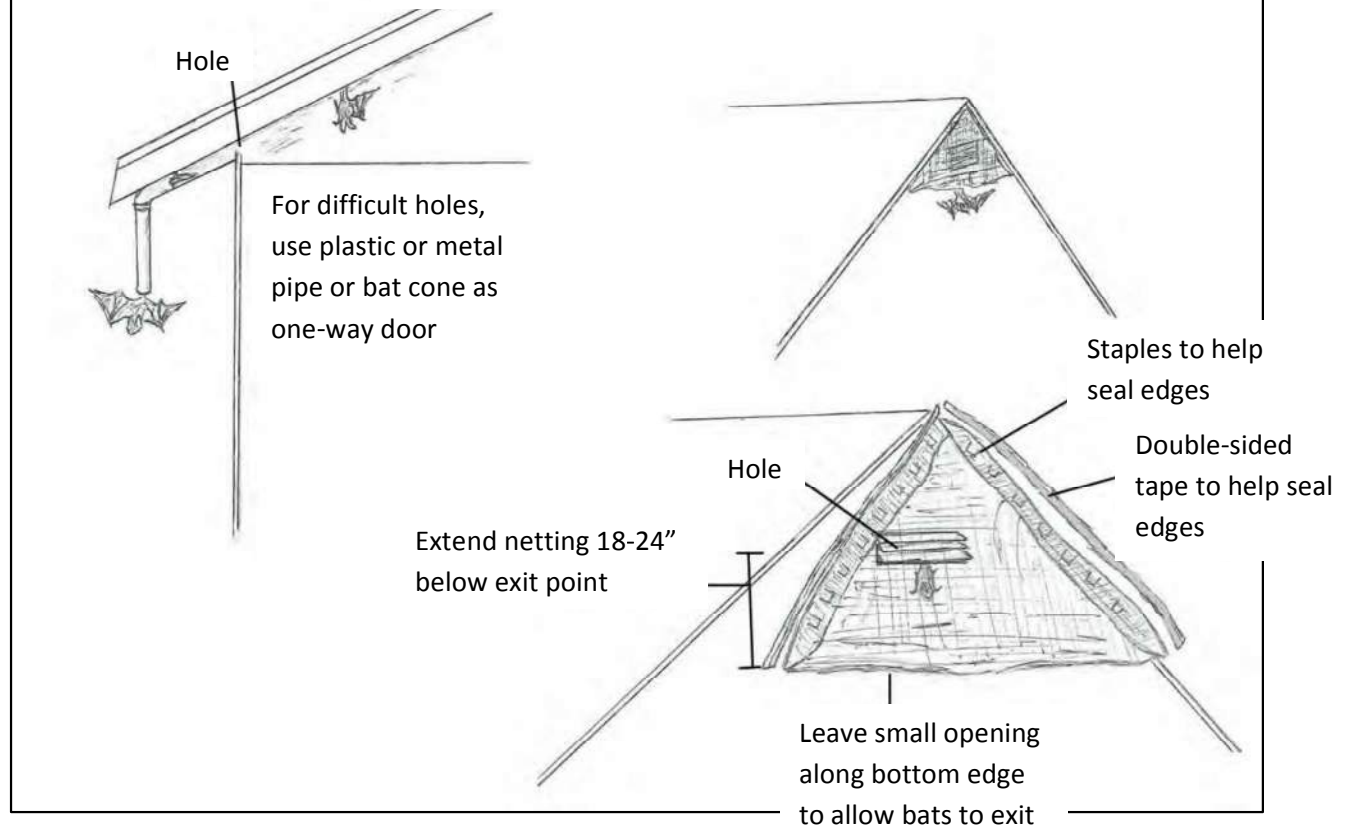 Hole
For difficult holes,
use plastic or metal
pipe or bat cone as
one-way door
Staples to help
seal edges
Double-sided
tape to help seal
edges
Hole
Extend netting 18-24”
below exit point
Leave small opening
along bottom edge
to allow bats to exit